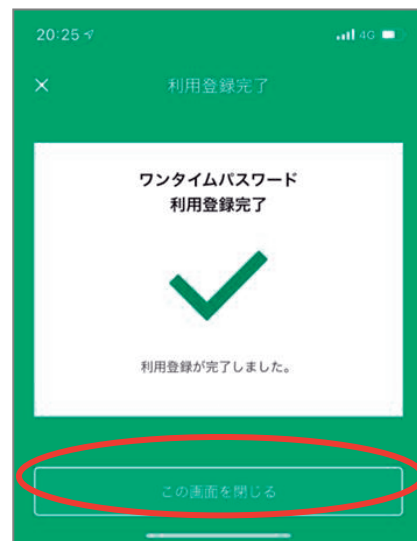 20:25
4G
×
利用登録完了
ワンタイムパスワード
利用登録完了
利用登録が完了しました。
この画面を閉じる